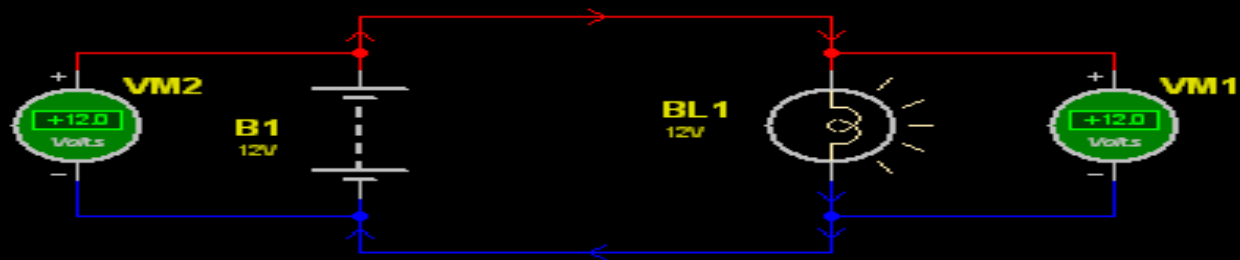 +
VM2
+12.0
Volts
−
B1
12V
BL1
12V
+
VM1
+12.0
Volts
−